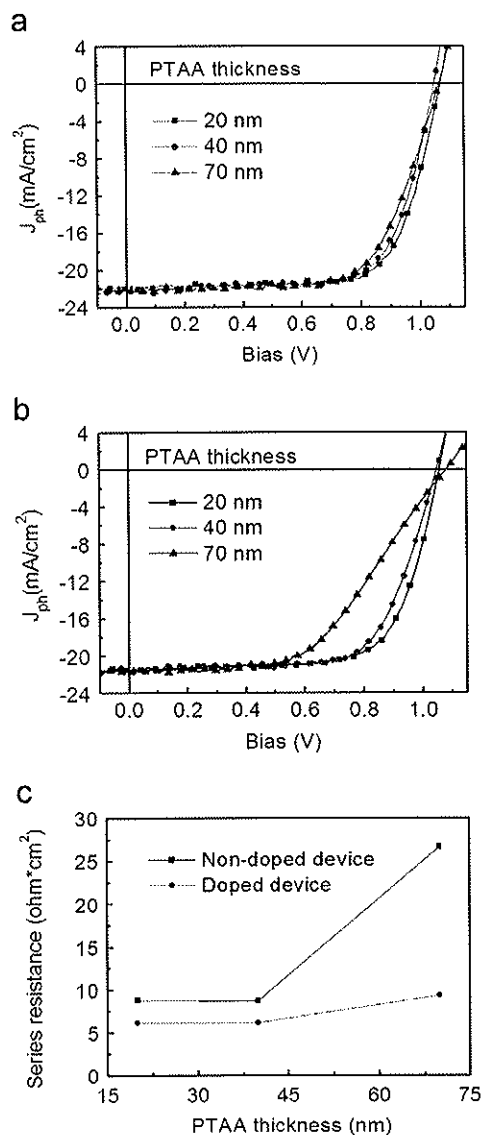 a
PTAA thickness
20 nm
40 nm
70 nm
4
0
-4
-8
-12
-16
-20
-24
J_ph(mA/cm²)
0.0 0.2 0.4 0.6 0.8 1.0
Bias (V)
b
PTAA thickness
20 nm
40 nm
70 nm
4
0
-4
-8
-12
-16
-20
-24
J_ph(mA/cm²)
0.0 0.2 0.4 0.6 0.8 1.0
Bias (V)
c
Non-doped device
Doped device
30
25
20
15
10
5
0
Series resistance (ohm*cm²)
15 30 45 60 75
PTAA thickness (nm)